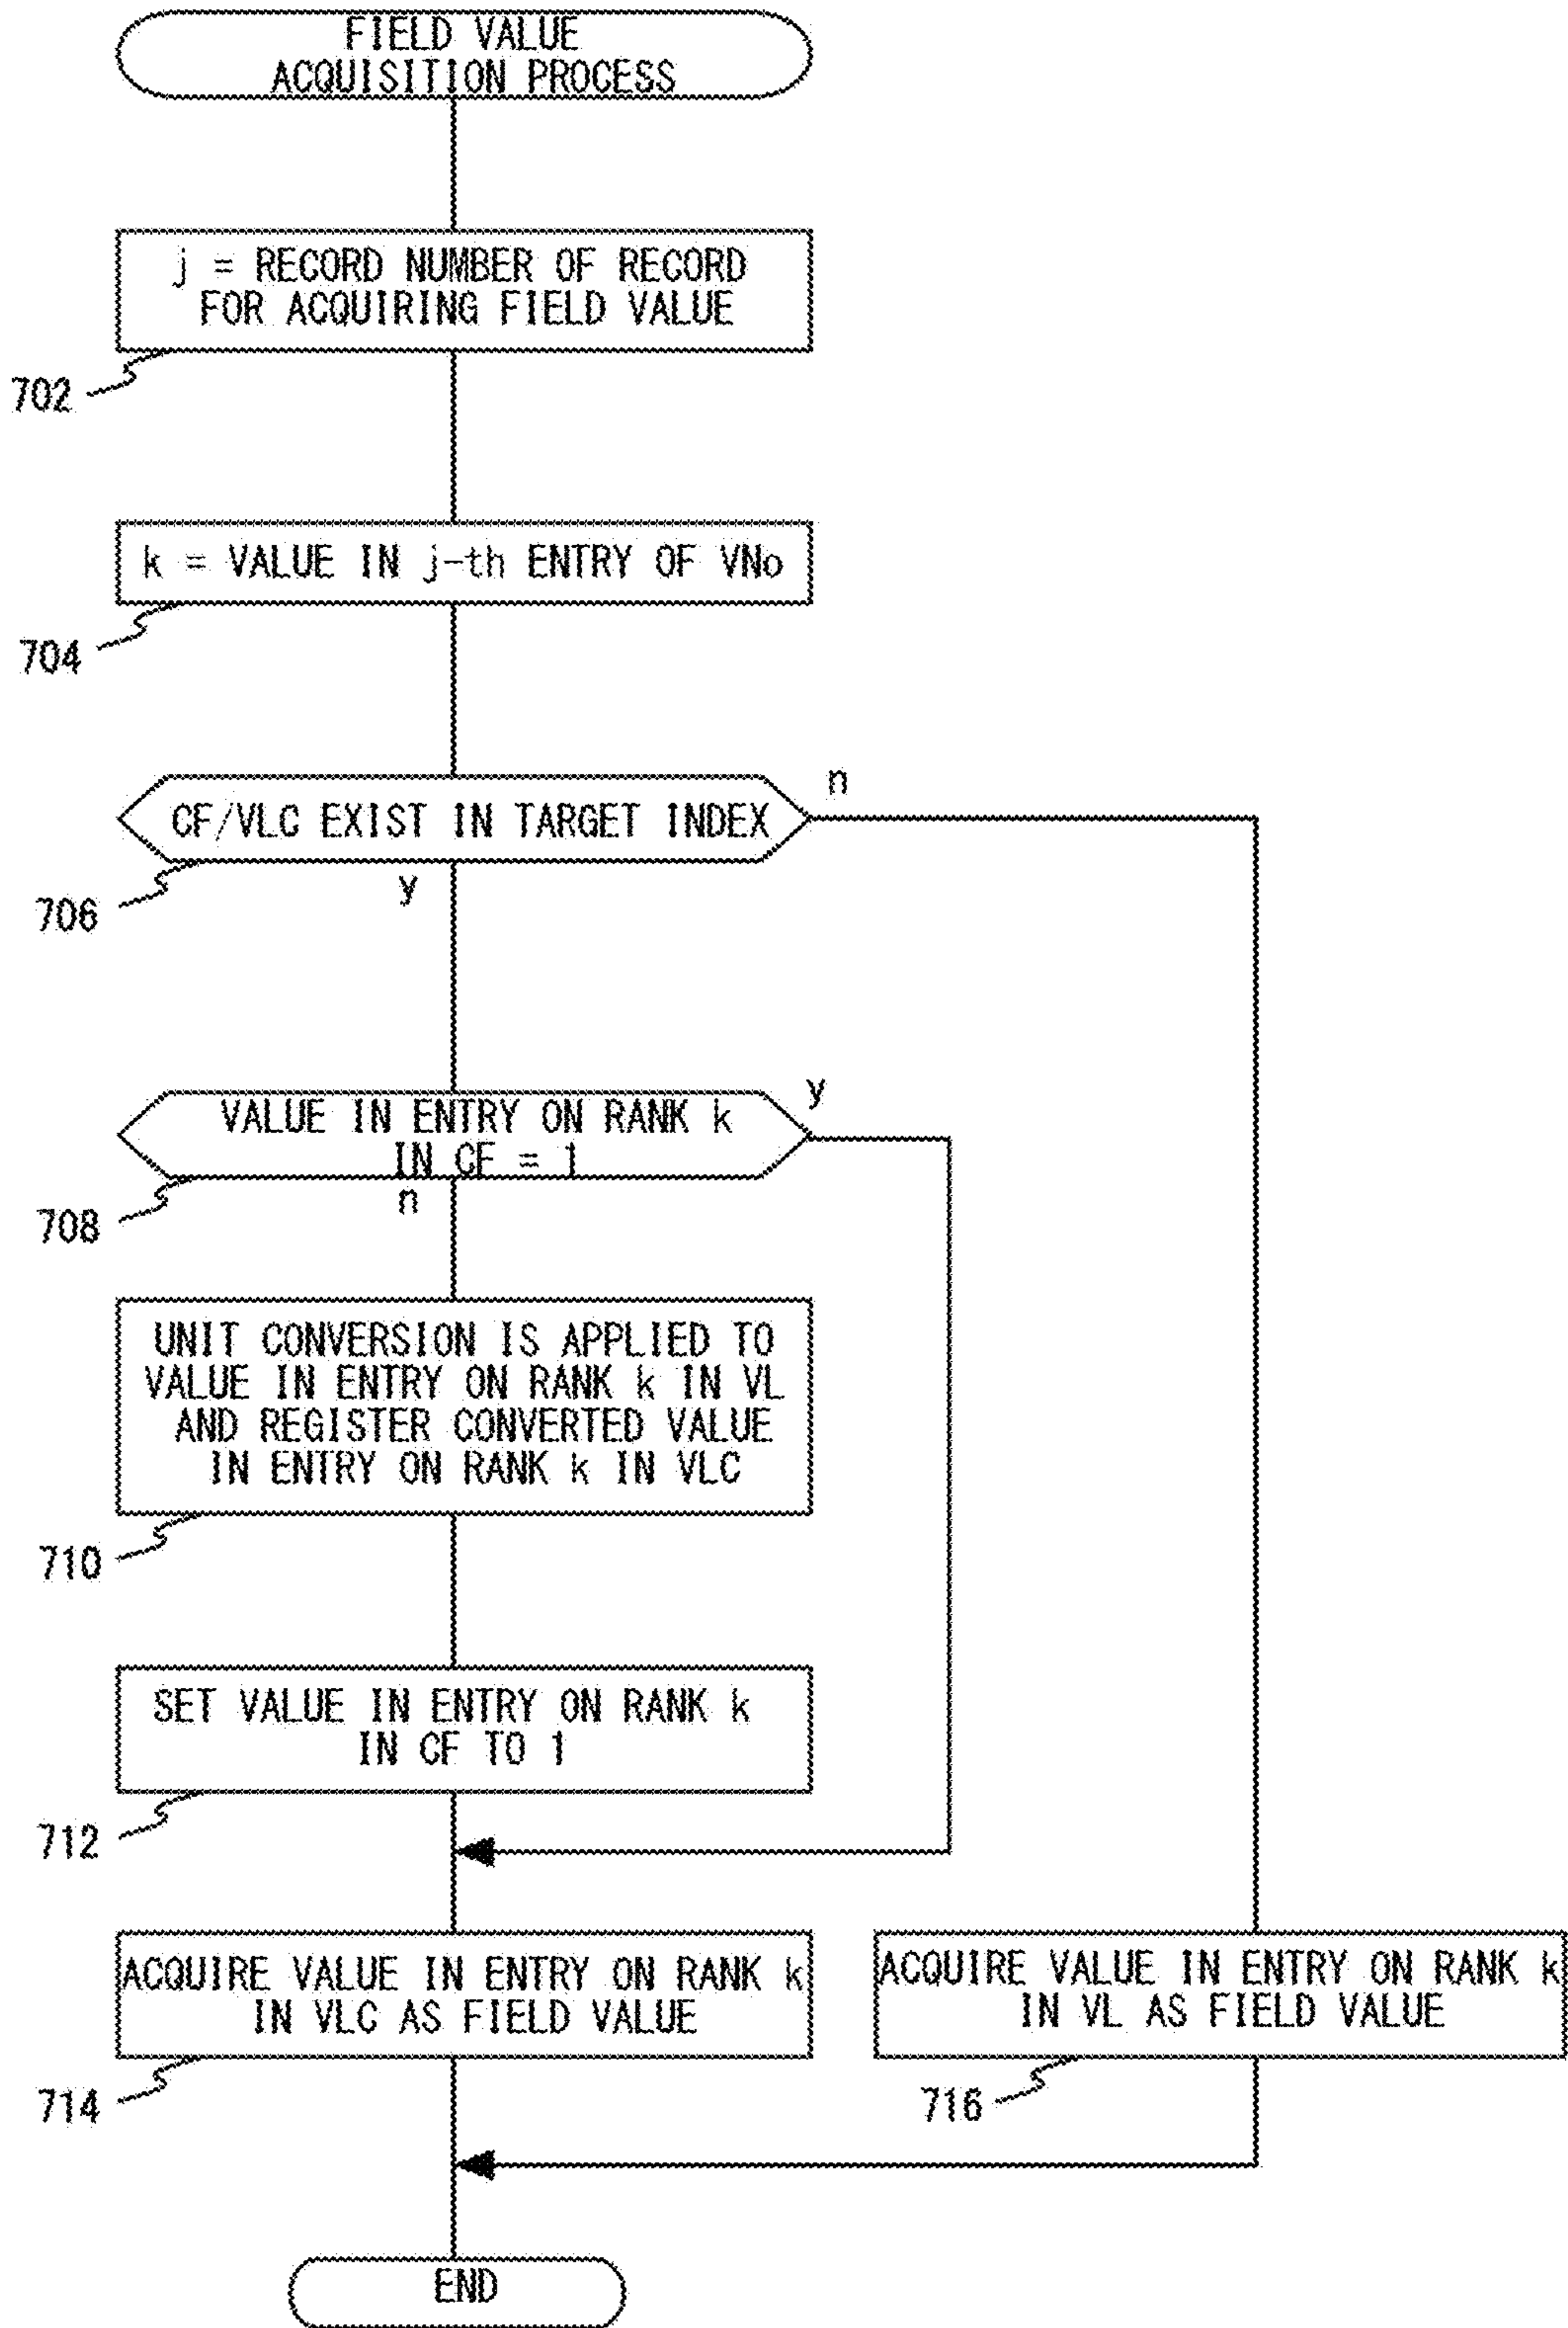 FIELD VALUE
ACQUISITION PROCESS
j = RECORD NUMBER OF RECORD
FOR ACQUIRING FIELD VALUE
702
k = VALUE IN j-th ENTRY OF VNo
704
CF/VLC EXIST IN TARGET INDEX
n
706
y
VALUE IN ENTRY ON RANK k
IN CF = 1
y
708
n
UNIT CONVERSION IS APPLIED TO
VALUE IN ENTRY ON RANK k IN VL
AND REGISTER CONVERTED VALUE
IN ENTRY ON RANK k IN VLC
710
SET VALUE IN ENTRY ON RANK k
IN CF TO 1
712
ACQUIRE VALUE IN ENTRY ON RANK k
IN VLC AS FIELD VALUE
714
ACQUIRE VALUE IN ENTRY ON RANK k
IN VL AS FIELD VALUE
716
END